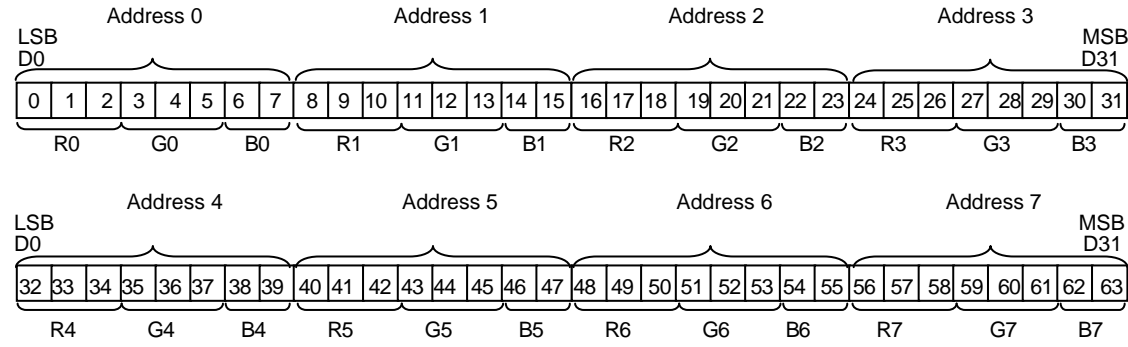 Address 0 Address 1 Address 2 Address 3
LSB MSB
D0 D31
0 1 2 3 4 5 6 7 8 9 10 11 12 13 14 15 16 17 18 19 20 21 22 23 24 25 26 27 28 29 30 31
R0 G0 B0 R1 G1 B1 R2 G2 B2 R3 G3 B3
Address 4 Address 5 Address 6 Address 7
LSB MSB
D0 D31
32 33 34 35 36 37 38 39 40 41 42 43 44 45 46 47 48 49 50 51 52 53 54 55 56 57 58 59 60 61 62 63
R4 G4 B4 R5 G5 B5 R6 G6 B6 R7 G7 B7